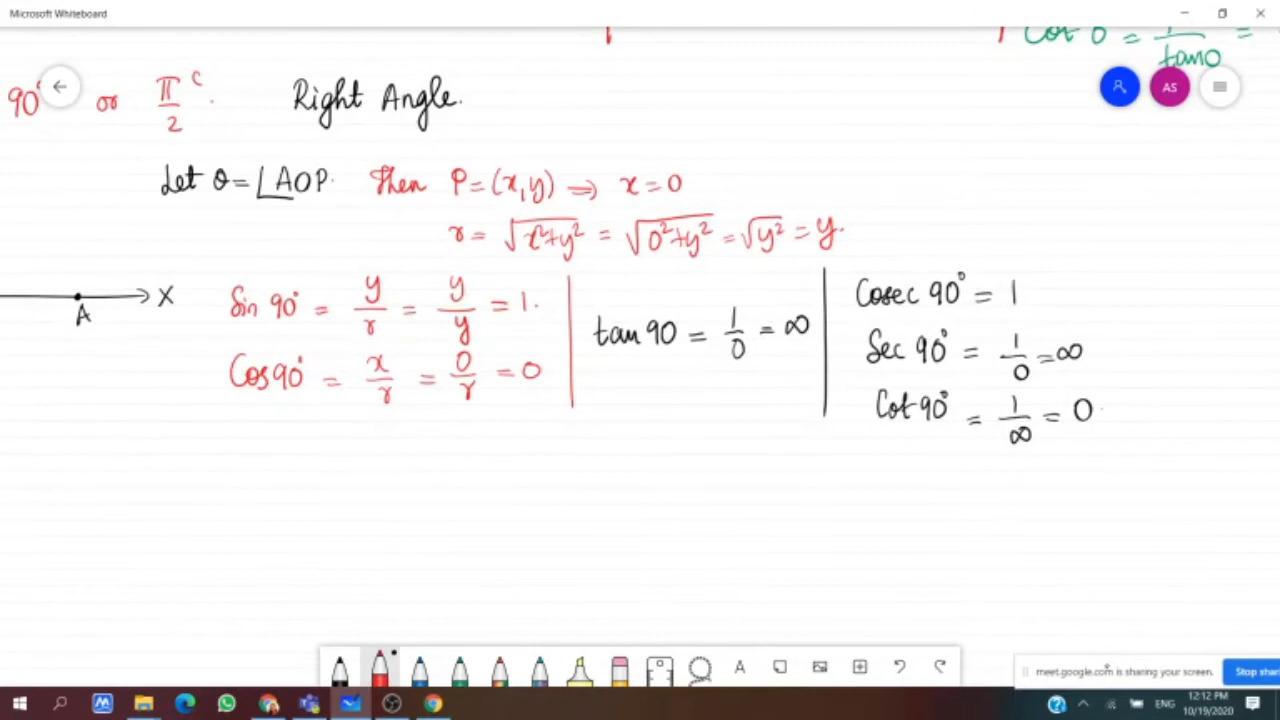 Microsoft Whiteboard
Cot θ = 1/tanθ =
90° or π/2 ᶜ. Right Angle.
AS
Let θ = ∠AOP. Then P = (x,y) ⇒ x = 0
r = √x²+y² = √0²+y² = √y² = y.
X
A
Sin 90° = y/r = y/y = 1.
Cos 90° = x/r = 0/r = 0
tan 90 = 1/0 = ∞
Cosec 90° = 1
Sec 90° = 1/0 = ∞
Cot 90° = 1/∞ = 0
meet.google.com is sharing your screen.
Stop shar
ENG
12:12 PM
10/19/2020